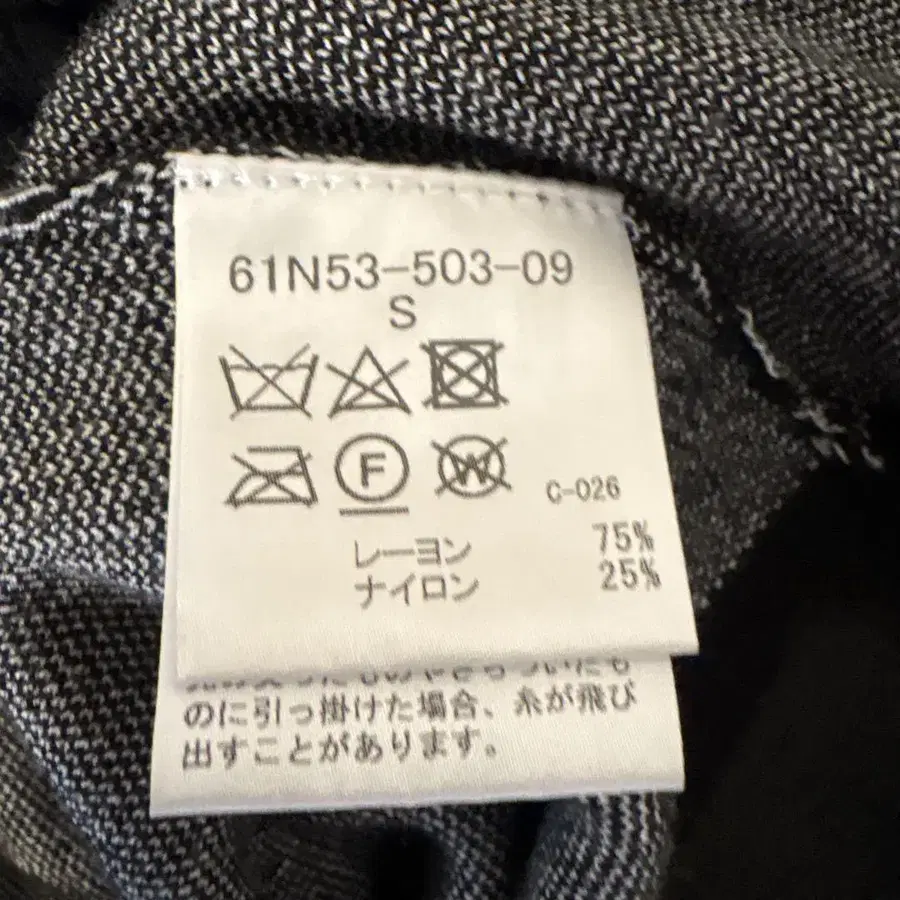 61N53-503-09
S
F
W
C-026
レーヨン 75%
ナイロン 25%
のに引っ掛けた場合、糸が飛び
出すことがあります。